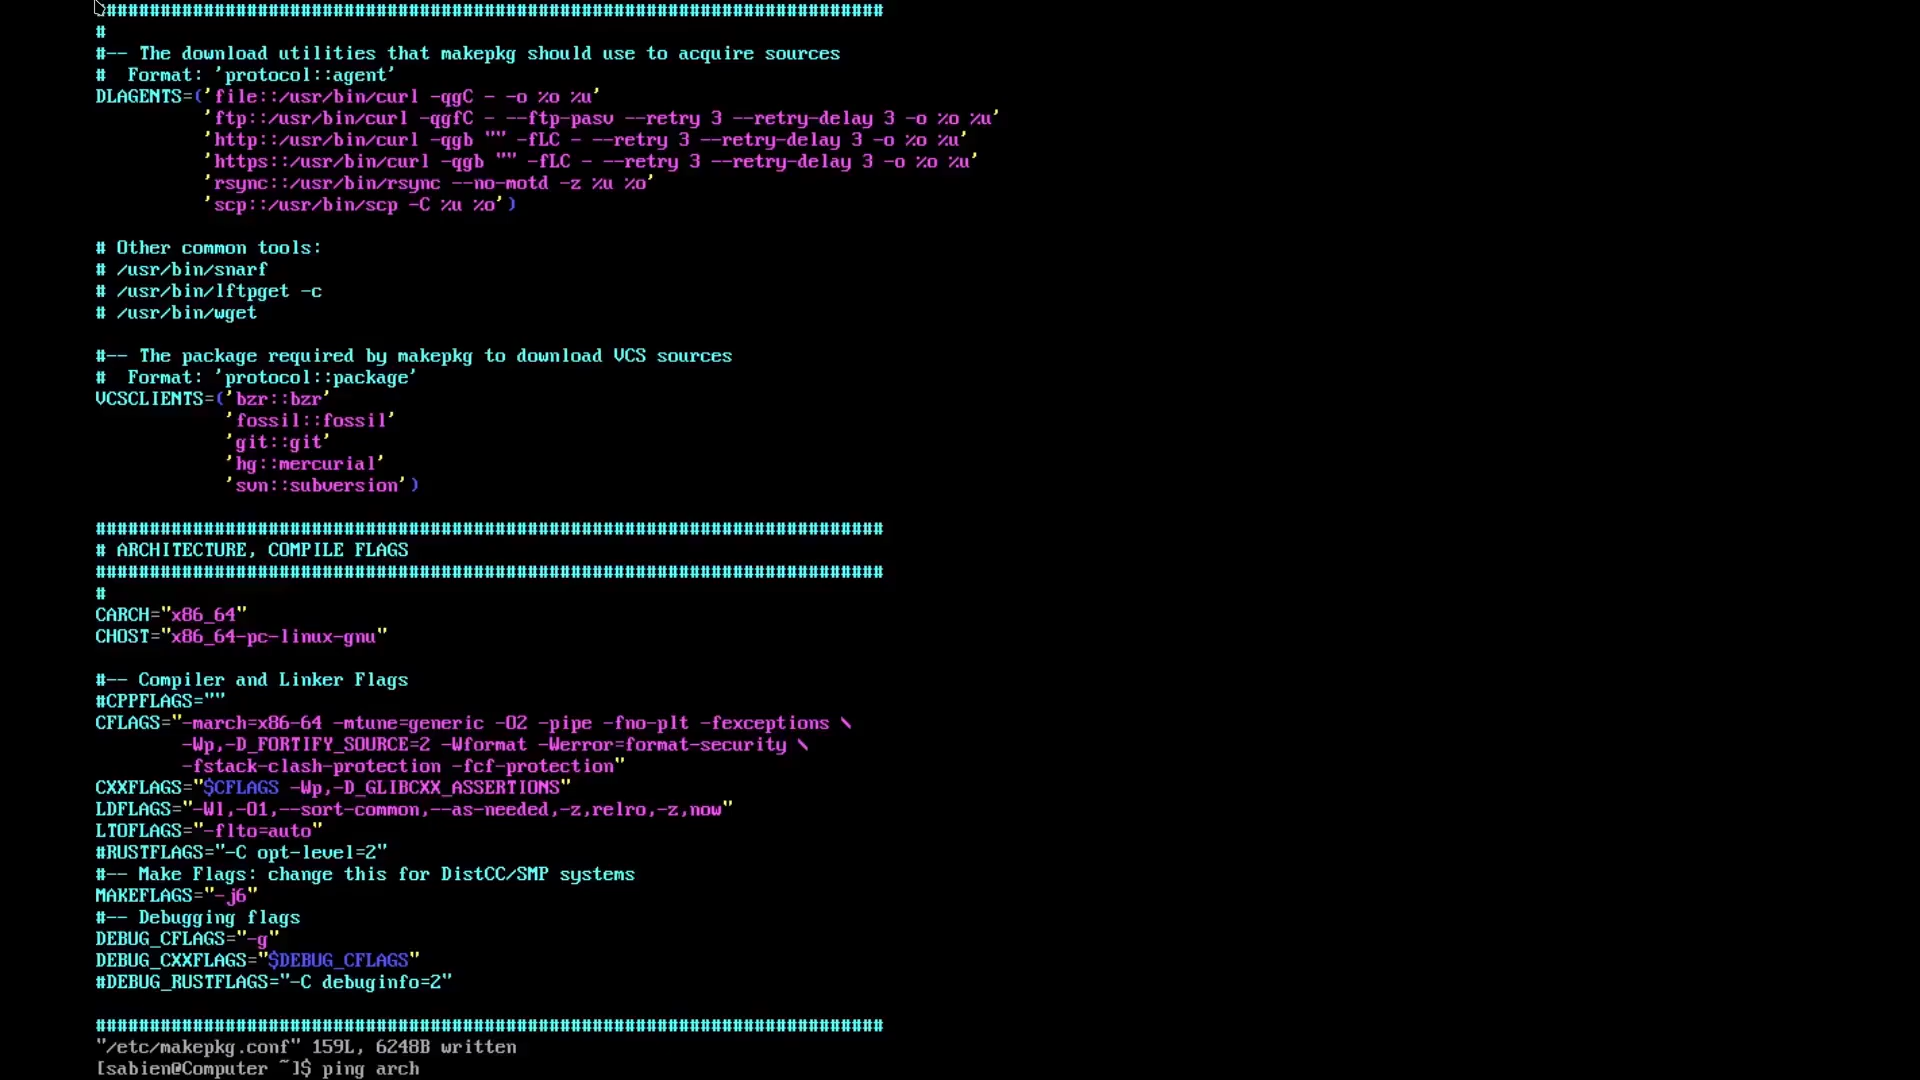 #########################################################################
#
#-- The download utilities that makepkg should use to acquire sources
#  Format: 'protocol::agent'
DLAGENTS=('file::/usr/bin/curl -qgC - -o %o %u'
          'ftp::/usr/bin/curl -qgfC - --ftp-pasv --retry 3 --retry-delay 3 -o %o %u'
          'http::/usr/bin/curl -qgb "" -fLC - --retry 3 --retry-delay 3 -o %o %u'
          'https::/usr/bin/curl -qgb "" -fLC - --retry 3 --retry-delay 3 -o %o %u'
          'rsync::/usr/bin/rsync --no-motd -z %u %o'
          'scp::/usr/bin/scp -C %u %o')

# Other common tools:
# /usr/bin/snarf
# /usr/bin/lftpget -c
# /usr/bin/wget

#-- The package required by makepkg to download VCS sources
#  Format: 'protocol::package'
VCSCLIENTS=('bzr::bzr'
            'fossil::fossil'
            'git::git'
            'hg::mercurial'
            'svn::subversion')

#########################################################################
# ARCHITECTURE, COMPILE FLAGS
#########################################################################
#
CARCH="x86_64"
CHOST="x86_64-pc-linux-gnu"

#-- Compiler and Linker Flags
#CPPFLAGS=""
CFLAGS="-march=x86-64 -mtune=generic -O2 -pipe -fno-plt -fexceptions \
        -Wp,-D_FORTIFY_SOURCE=2 -Wformat -Werror=format-security \
        -fstack-clash-protection -fcf-protection"
CXXFLAGS="$CFLAGS -Wp,-D_GLIBCXX_ASSERTIONS"
LDFLAGS="-Wl,-O1,--sort-common,--as-needed,-z,relro,-z,now"
LTOFLAGS="-flto=auto"
#RUSTFLAGS="-C opt-level=2"
#-- Make Flags: change this for DistCC/SMP systems
MAKEFLAGS="-j6"
#-- Debugging flags
DEBUG_CFLAGS="-g"
DEBUG_CXXFLAGS="$DEBUG_CFLAGS"
#DEBUG_RUSTFLAGS="-C debuginfo=2"

#########################################################################
"/etc/makepkg.conf" 159L, 6248B written
[sabien@Computer ~]$ ping arch